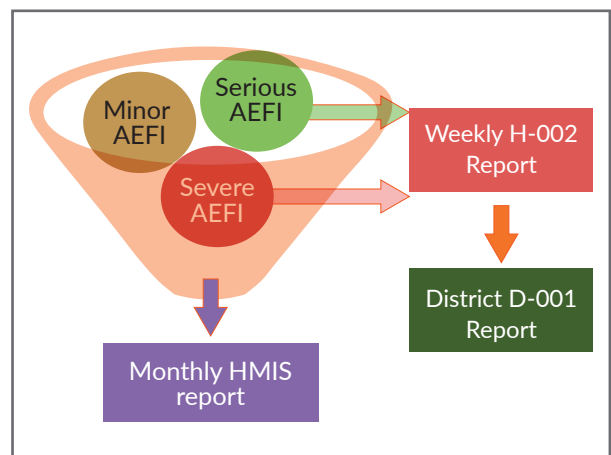 Minor
AEFI
Serious
AEFI
Severe
AEFI
Weekly H-002
Report
District D-001
Report
Monthly HMIS
report